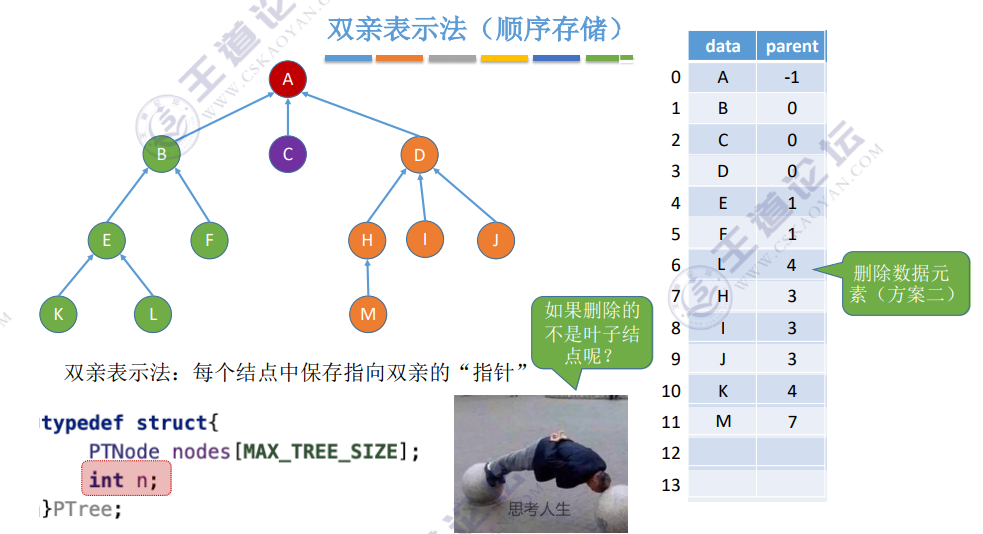 双亲表示法（顺序存储）
A
B
C
D
E
F
H
I
J
K
L
M
双亲表示法：每个结点中保存指向双亲的“指针”
typedef struct{
PTNode nodes[MAX_TREE_SIZE];
int n;
}PTree;
如果删除的
不是叶子结
点呢？
思考人生
data parent
0 A -1
1 B 0
2 C 0
3 D 0
4 E 1
5 F 1
6 L 4
7 H 3
8 I 3
9 J 3
10 K 4
11 M 7
12
13
删除数据元
素（方案二）
王道论坛
WWW.CSKAOYAN.COM